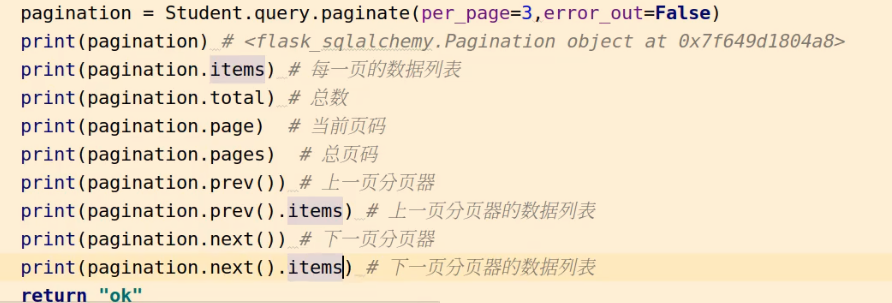 pagination = Student.query.paginate(per_page=3,error_out=False)
print(pagination) # <flask_sqlalchemy.Pagination object at 0x7f649d1804a8>
print(pagination.items) # 每一页的数据列表
print(pagination.total) # 总数
print(pagination.page)  # 当前页码
print(pagination.pages)  # 总页码
print(pagination.prev()) # 上一页分页器
print(pagination.prev().items) # 上一页分页器的数据列表
print(pagination.next()) # 下一页分页器
print(pagination.next().items) # 下一页分页器的数据列表
return "ok"